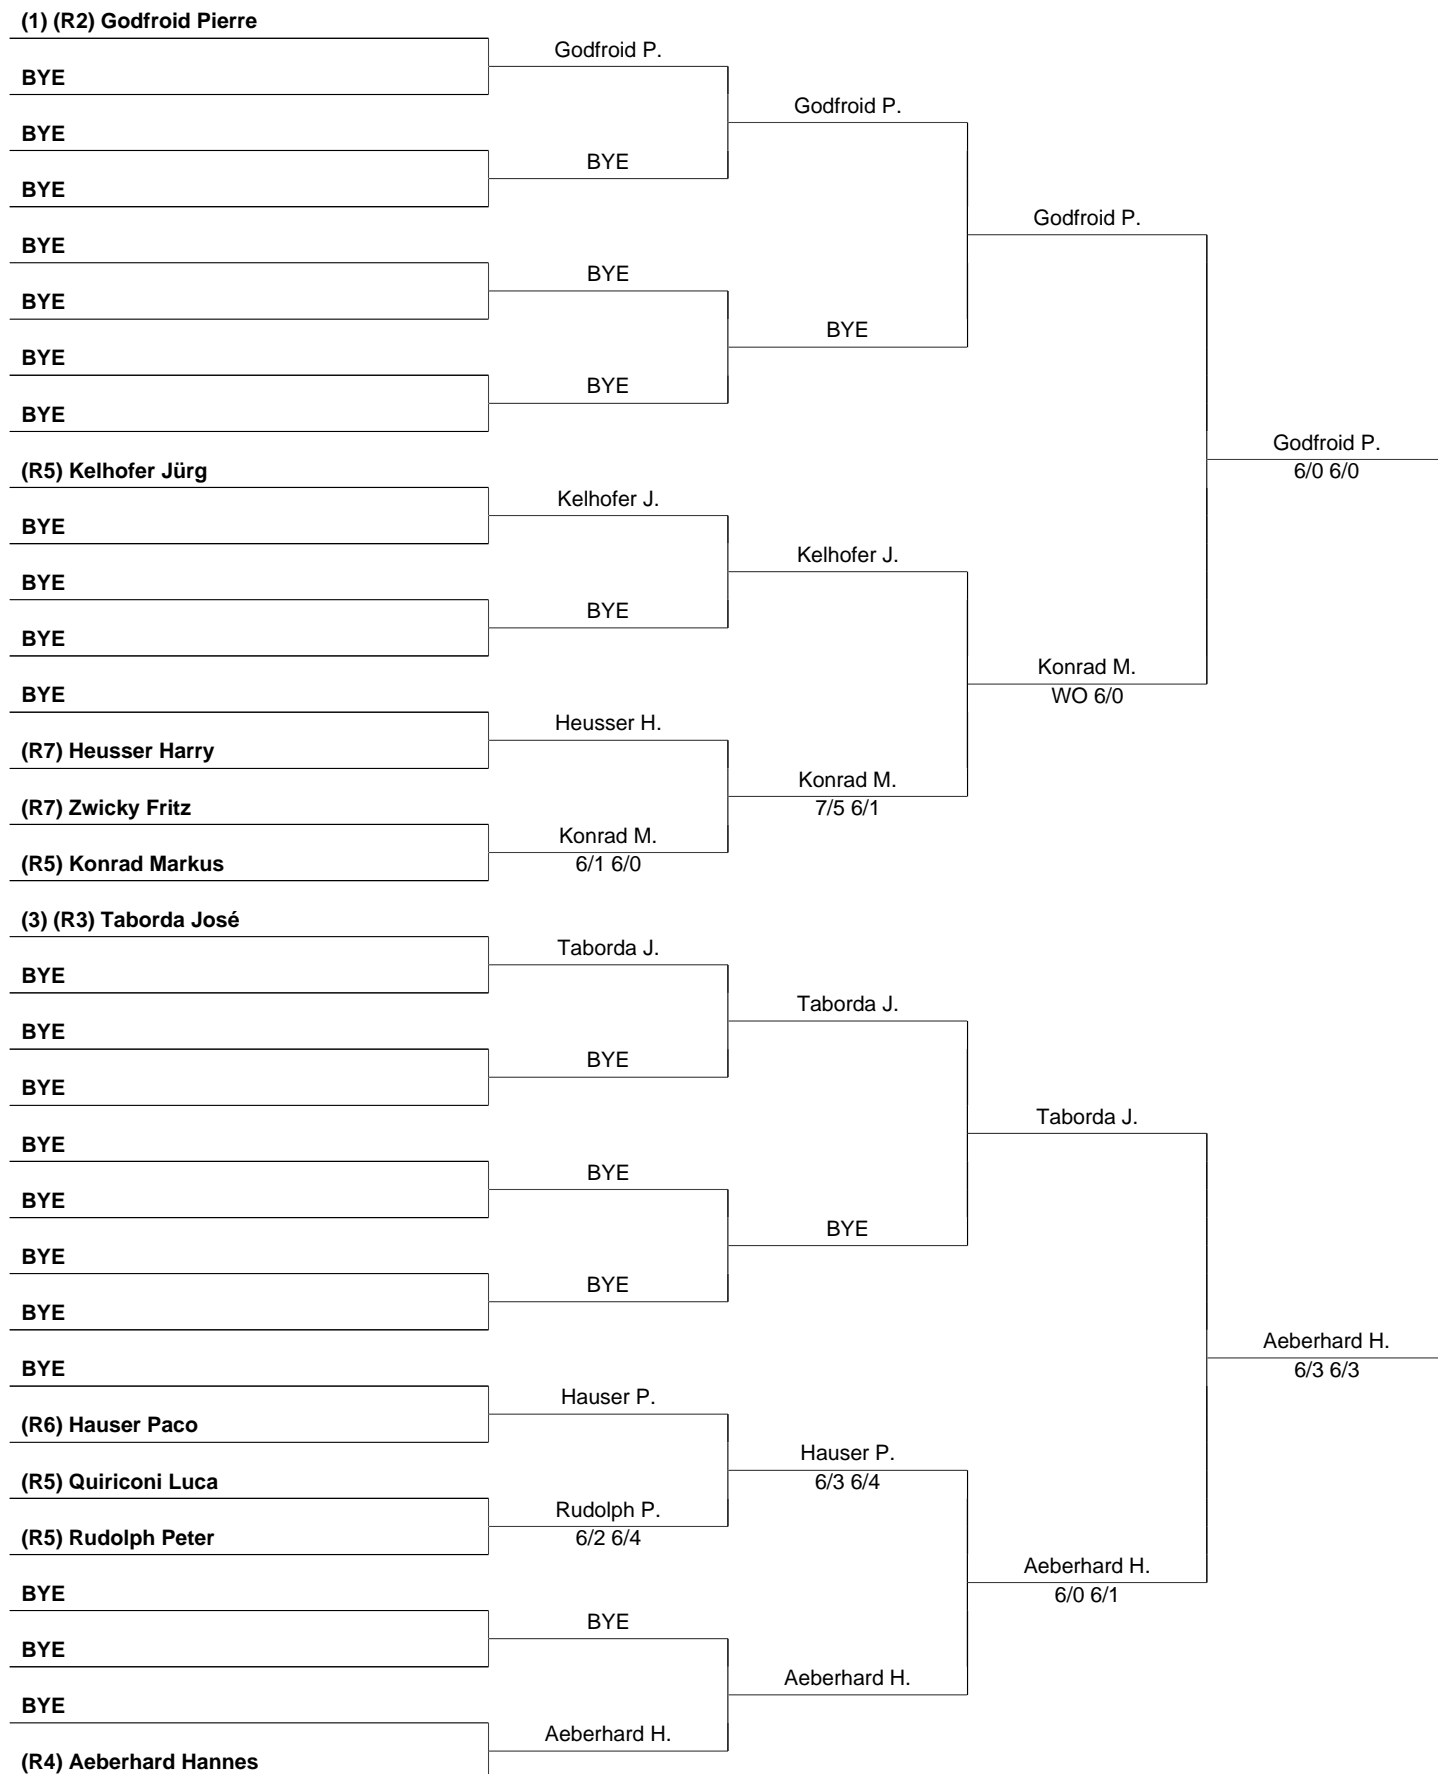 (1) (R2) Godfroid Pierre
Godfroid P.
BYE
Godfroid P.
BYE
BYE
BYE
Godfroid P.
BYE
BYE
BYE
BYE
BYE
BYE
BYE
Godfroid P.
6/0 6/0
(R5) Kelhofer Jürg
Kelhofer J.
BYE
Kelhofer J.
BYE
BYE
BYE
Konrad M.
WO 6/0
BYE
Heusser H.
(R7) Heusser Harry
Konrad M.
7/5 6/1
(R7) Zwicky Fritz
Konrad M.
6/1 6/0
(R5) Konrad Markus
(3) (R3) Taborda José
Taborda J.
BYE
Taborda J.
BYE
BYE
BYE
Taborda J.
BYE
BYE
BYE
BYE
BYE
BYE
BYE
Aeberhard H.
6/3 6/3
BYE
Hauser P.
(R6) Hauser Paco
Hauser P.
6/3 6/4
(R5) Quiriconi Luca
Rudolph P.
6/2 6/4
(R5) Rudolph Peter
Aeberhard H.
6/0 6/1
BYE
BYE
BYE
Aeberhard H.
BYE
Aeberhard H.
(R4) Aeberhard Hannes